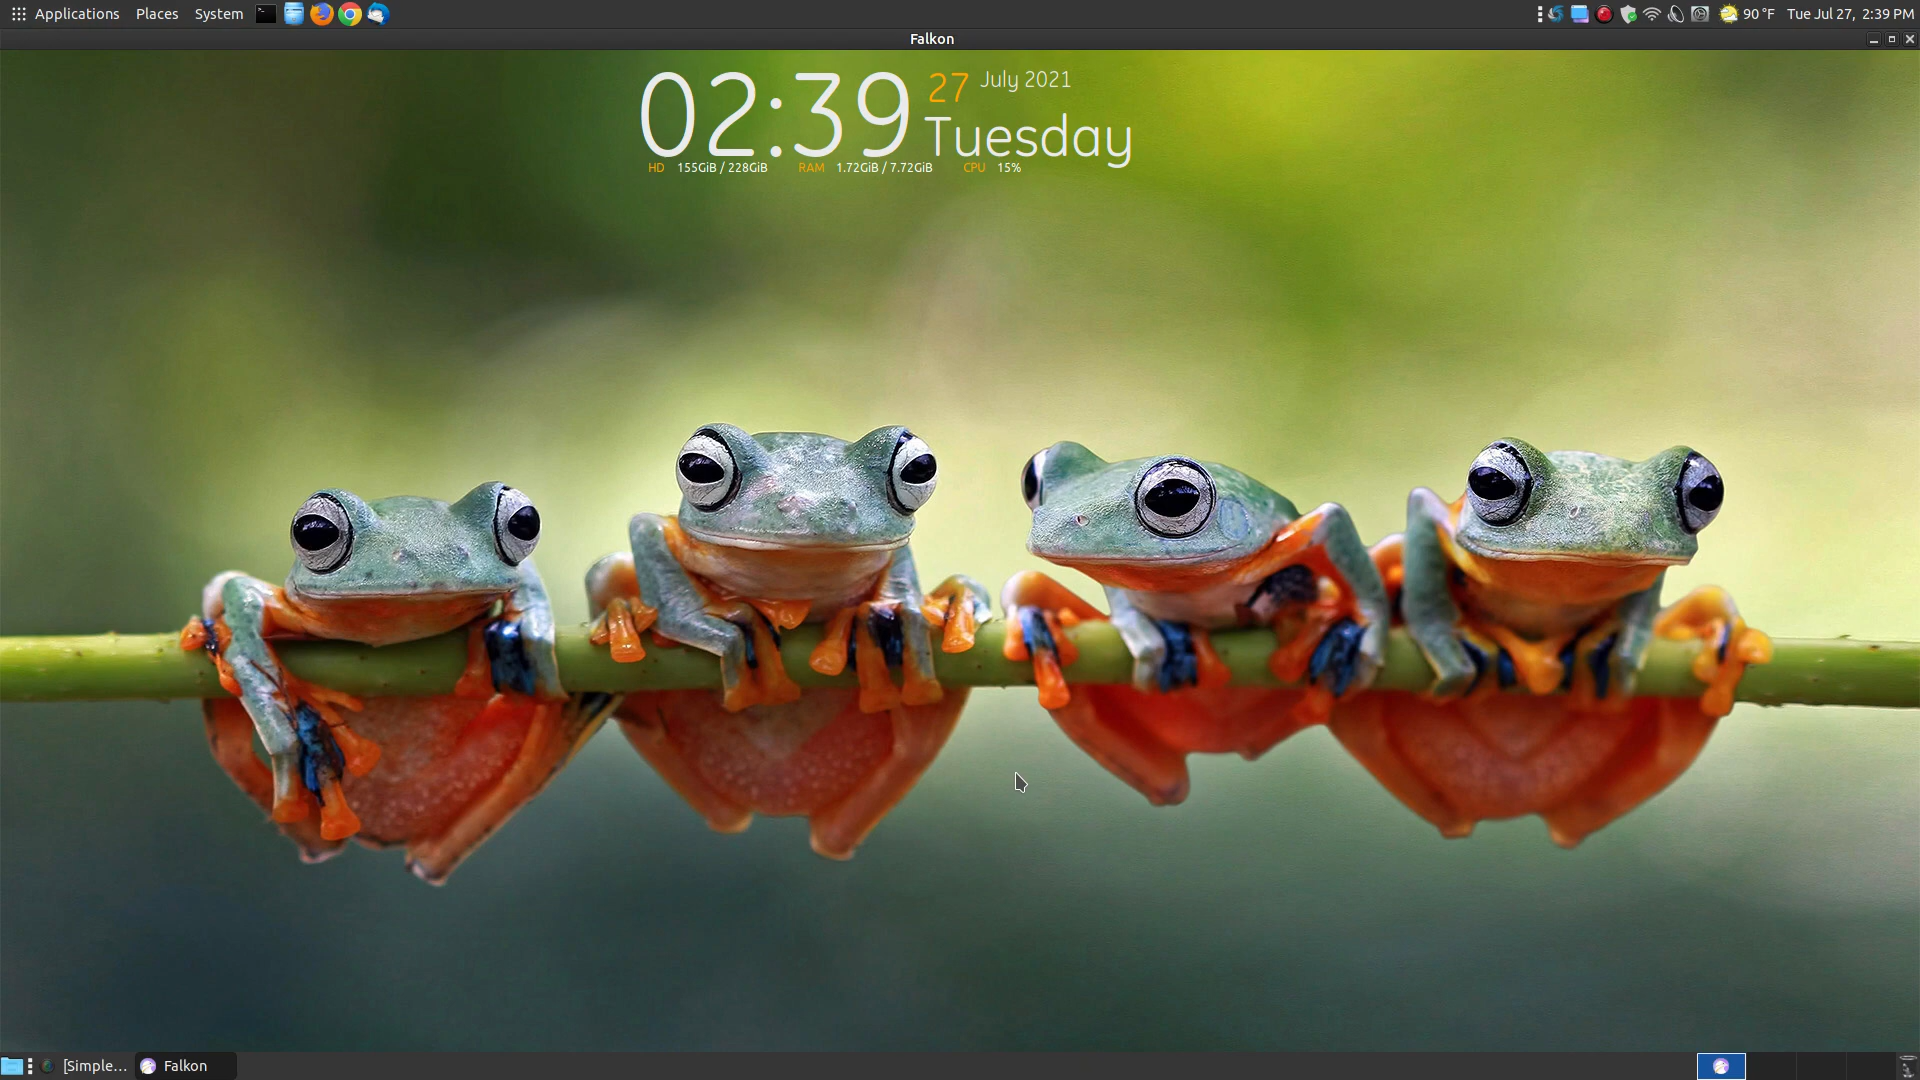 Applications Places System 90 °F Tue Jul 27, 2:39 PM
Falkon
02:39 27 July 2021
Tuesday
HD 155GiB / 228GiB RAM 1.72GiB / 7.72GiB CPU 15%
[Simple... Falkon